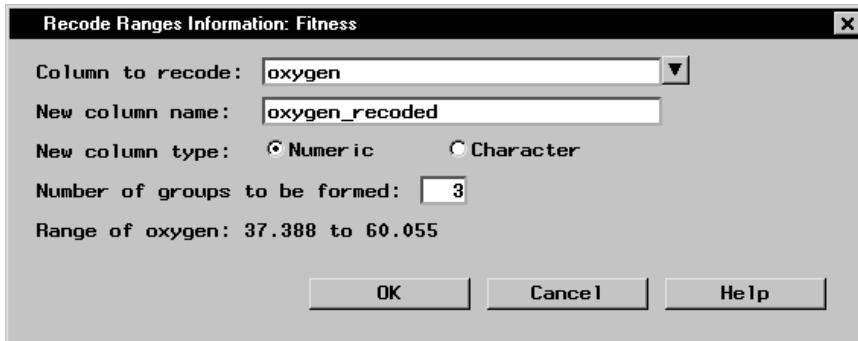 Recode Ranges Information: Fitness
Column to recode: oxygen
New column name: oxygen_recoded
New column type: Numeric Character
Number of groups to be formed: 3
Range of oxygen: 37.388 to 60.055
OK Cancel Help